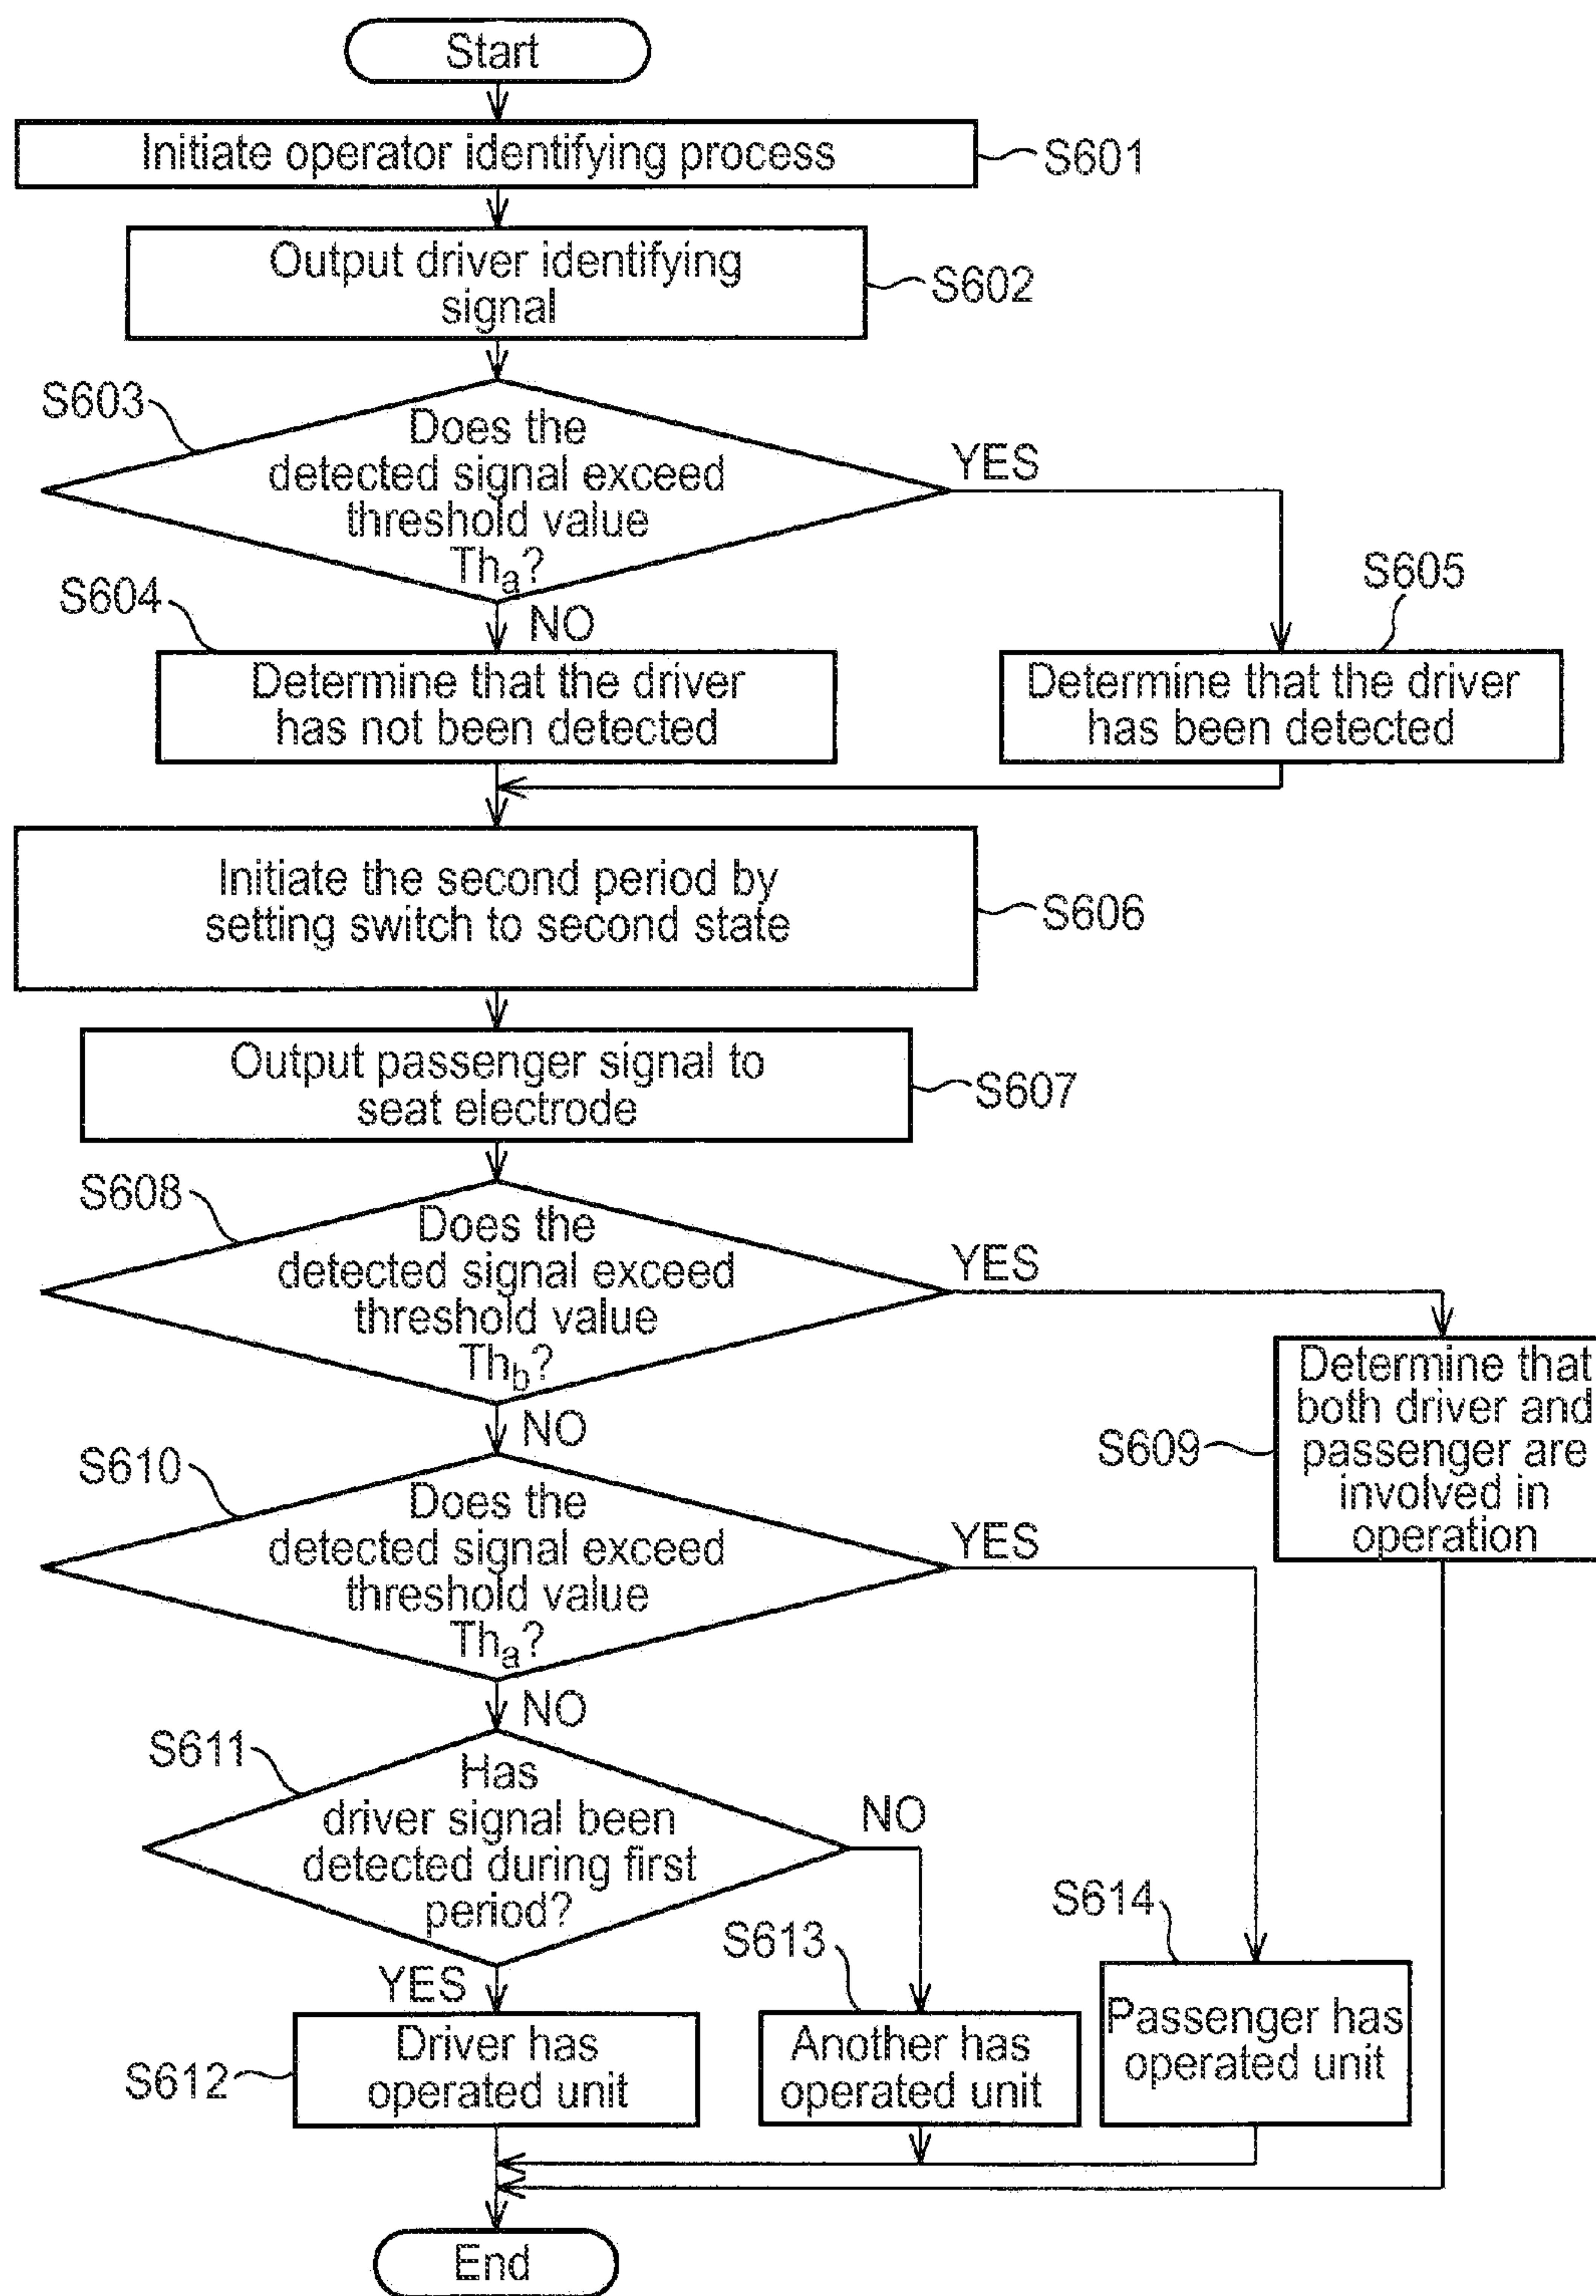 Start
Initiate operator identifying process
S601
Output driver identifying
signal
S602
S603
Does the
detected signal exceed
threshold value
Tha?
YES
NO
S604
S605
Determine that the driver
has not been detected
Determine that the driver
has been detected
Initiate the second period by
setting switch to second state
S606
Output passenger signal to
seat electrode
S607
S608
Does the
detected signal exceed
threshold value
Thb?
YES
NO
Determine that
both driver and
passenger are
involved in
operation
S609
S610
Does the
detected signal exceed
threshold value
Tha?
YES
NO
S611
Has
driver signal been
detected during first
period?
NO
YES
S612
Driver has
operated unit
S613
Another has
operated unit
S614
Passenger has
operated unit
End